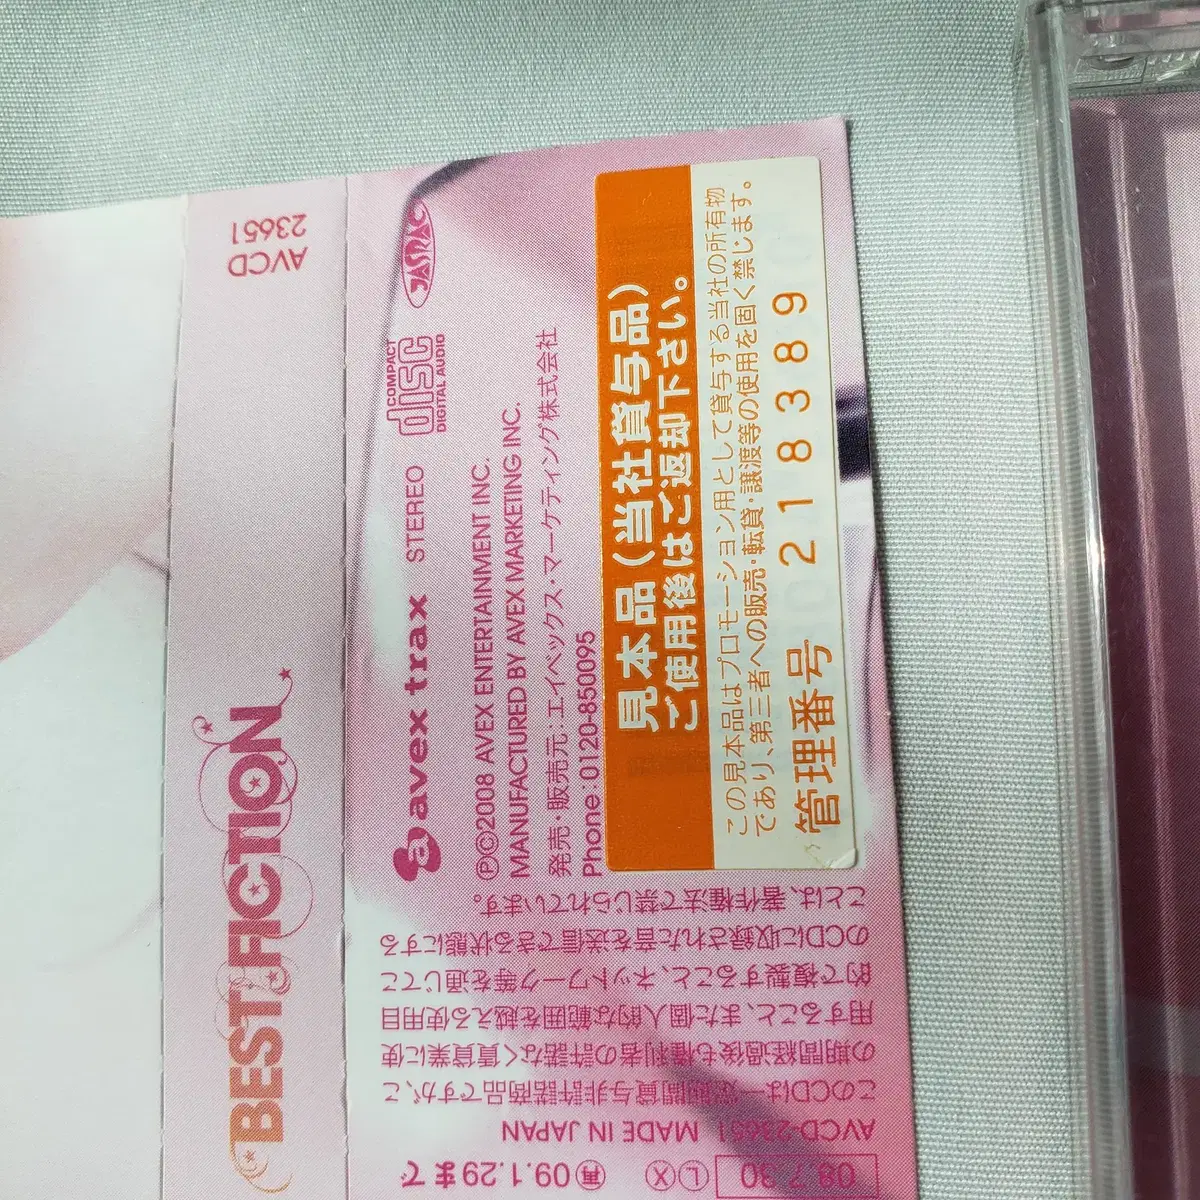 BEST FICTION
AVCD
23651
avex trax STEREO
COMPACT
disc
DIGITAL AUDIO
JASRAC
ⓅⒸ2008 AVEX ENTERTAINMENT INC.
MANUFACTURED BY AVEX MARKETING INC.
発売・販売元:エイベックス・マーケティング株式会社
Phone:0120-850095
見本品(当社貸与品)
ご使用後はご返却下さい。
この見本品はプロモーション用として貸与する当社の所有物
であり、第三者への販売・転貸・譲渡等の使用を固く禁じます。
管理番号 218389
08.7.30 ⓁⓍ ㊢09.1.29まで
AVCD-23651 MADE IN JAPAN
このCDは一定期間貸与非許諾商品ですが、こ
の期間経過後も権利者の許諾なく賃貸業に使
用すること、また個人的な範囲を越える使用目
的で複製すること、ネットワーク等を通じてこ
のCDに収録された音を送信できる状態にする
ことは、著作権法で禁じられています。